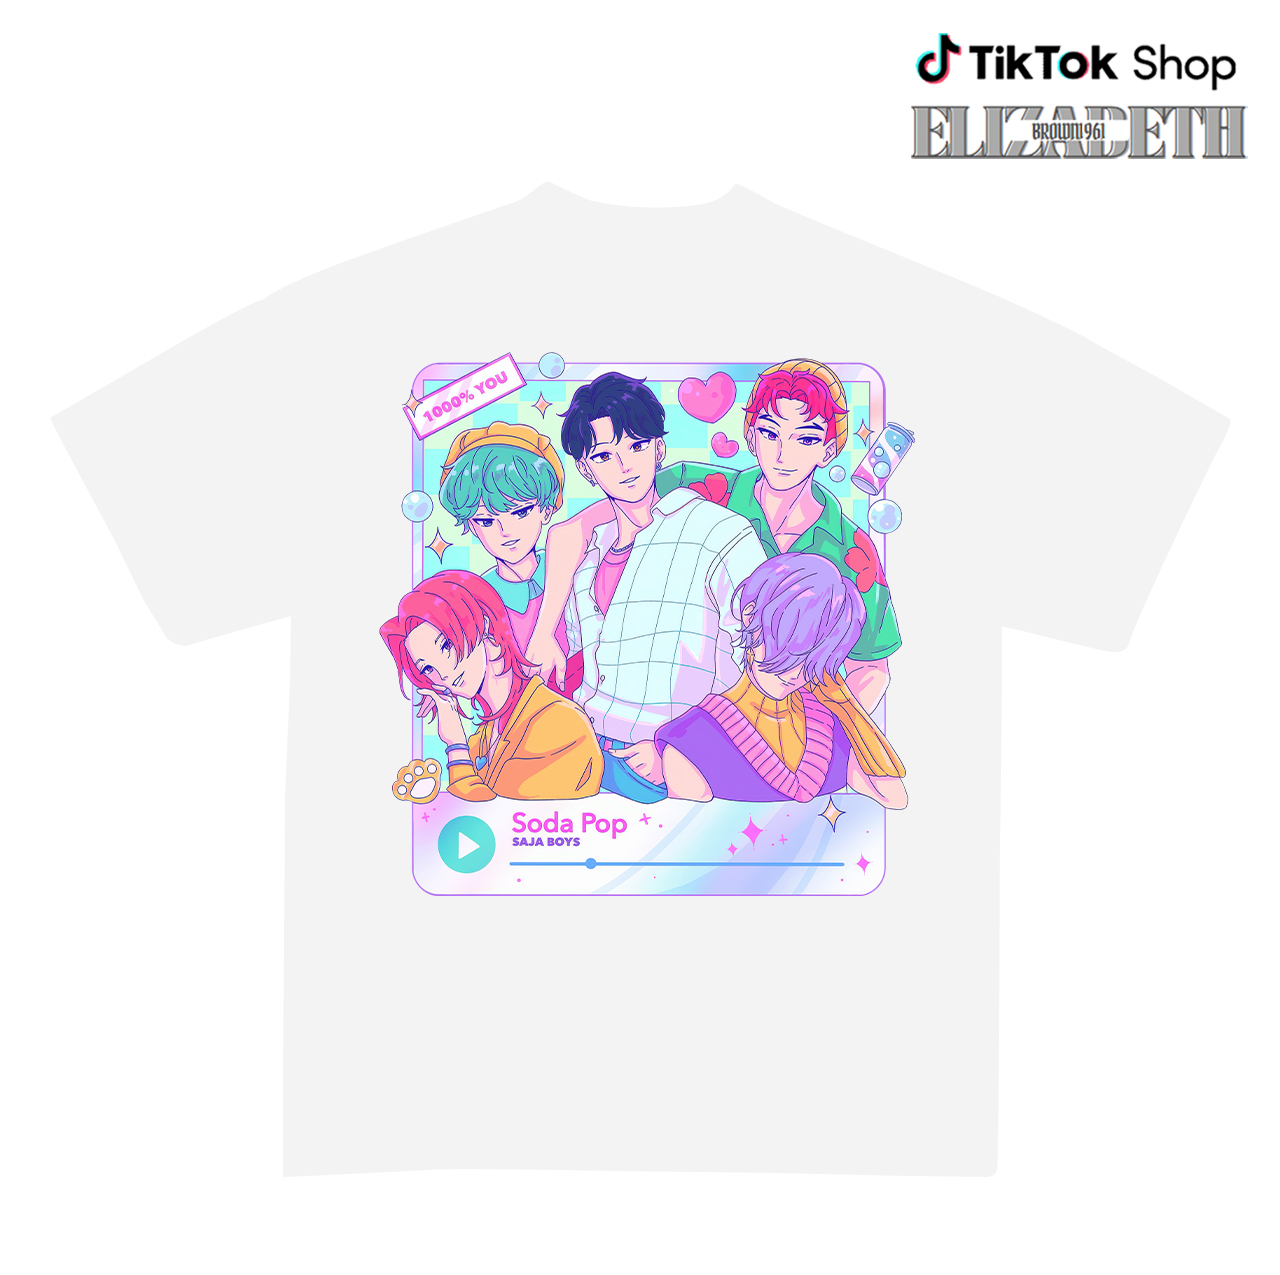 TikTok Shop
ELIZABETH
BROWN1961
1000% YOU
Soda Pop
SAJA BOYS